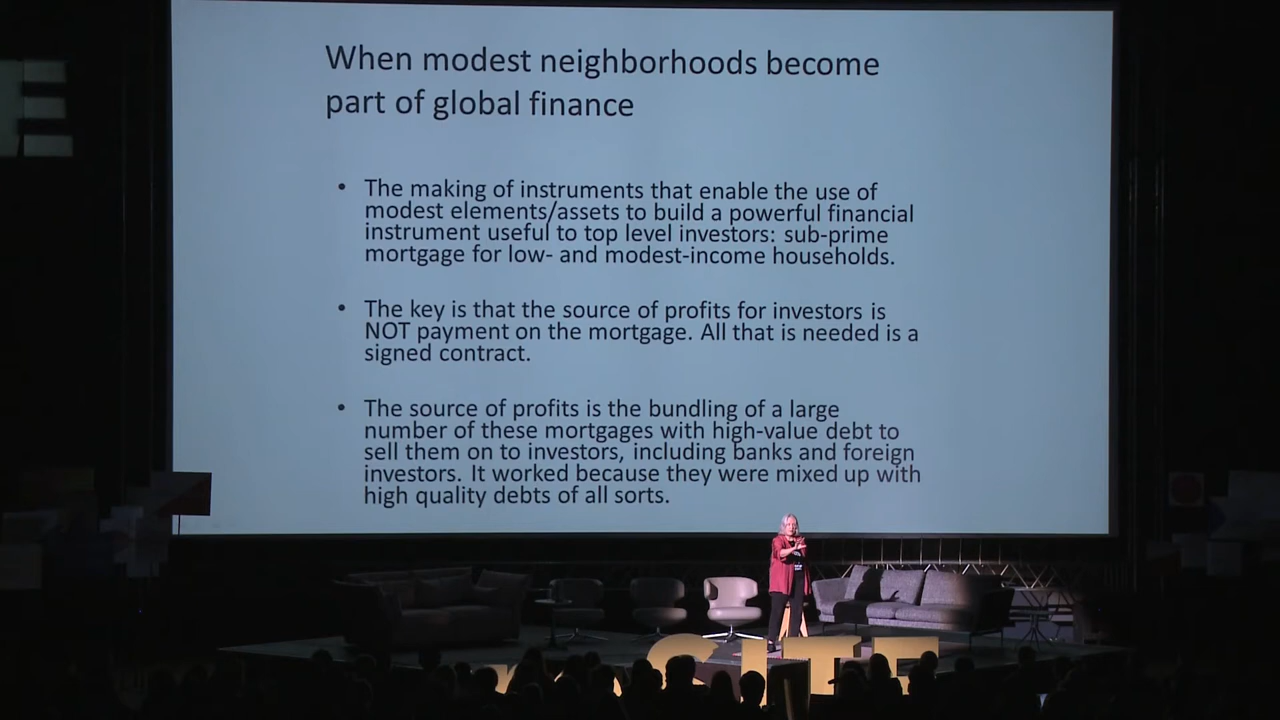 When modest neighborhoods become
part of global finance
• The making of instruments that enable the use of
modest elements/assets to build a powerful financial
instrument useful to top level investors: sub-prime
mortgage for low- and modest-income households.
• The key is that the source of profits for investors is
NOT payment on the mortgage. All that is needed is a
signed contract.
• The source of profits is the bundling of a large
number of these mortgages with high-value debt to
sell them on to investors, including banks and foreign
investors. It worked because they were mixed up with
high quality debts of all sorts.